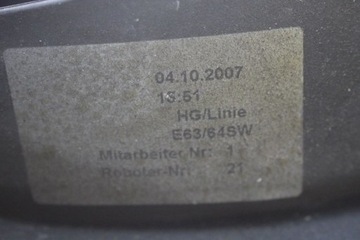 04.10.2007
13:51
HG/Linie
E63/64SW
Mitarbeiter Nr: 1
Roboter-Nr: 21